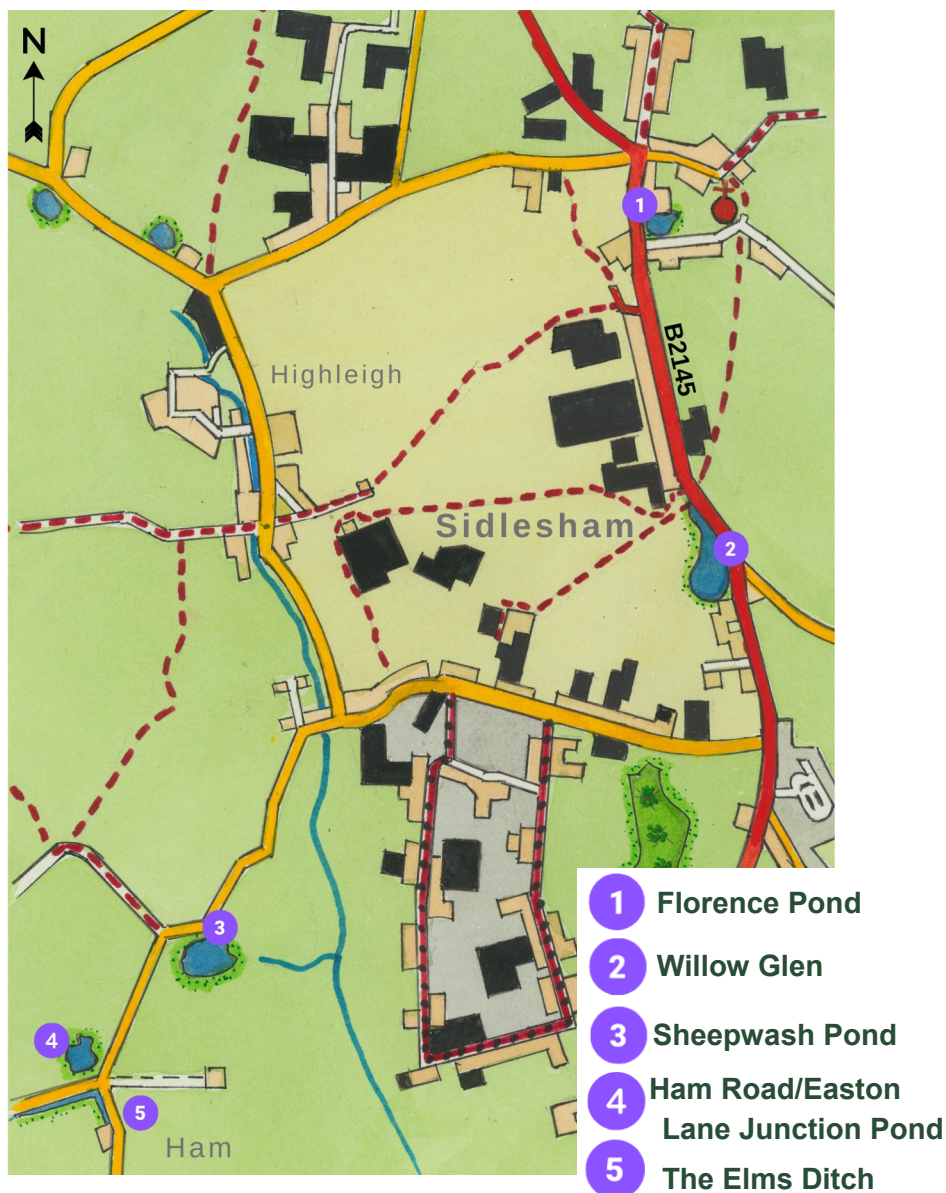 N
1
B2145
Highleigh
Sidlesham
2
3
4
5
Ham
1 Florence Pond
2 Willow Glen
3 Sheepwash Pond
4 Ham Road/Easton
Lane Junction Pond
5 The Elms Ditch